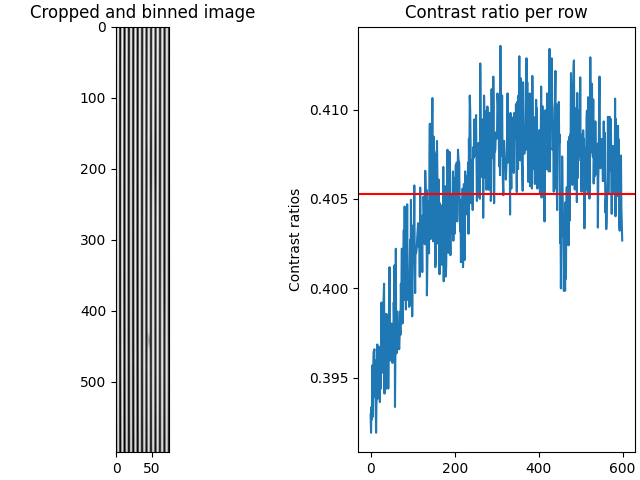 Cropped and binned image
0
100
200
300
400
500
0 50
Contrast ratio per row
Contrast ratios
0.410
0.405
0.400
0.395
0 200 400 600